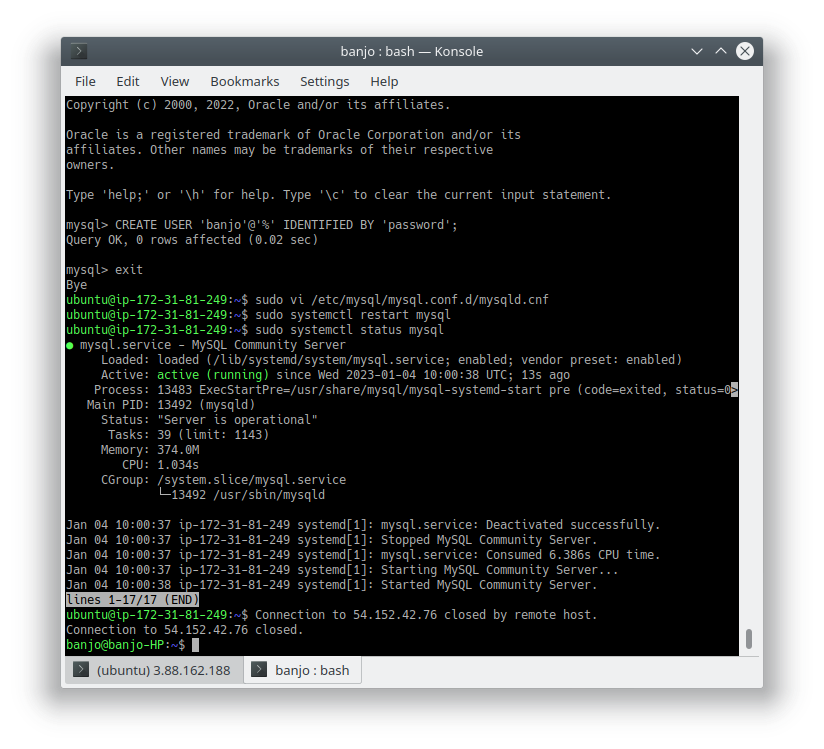 banjo : bash — Konsole
File Edit View Bookmarks Settings Help
Copyright (c) 2000, 2022, Oracle and/or its affiliates.
Oracle is a registered trademark of Oracle Corporation and/or its
affiliates. Other names may be trademarks of their respective
owners.
Type 'help;' or '\h' for help. Type '\c' to clear the current input statement.
mysql> CREATE USER 'banjo'@'%' IDENTIFIED BY 'password';
Query OK, 0 rows affected (0.02 sec)
mysql> exit
Bye
ubuntu@ip-172-31-81-249:~$ sudo vi /etc/mysql/mysql.conf.d/mysqld.cnf
ubuntu@ip-172-31-81-249:~$ sudo systemctl restart mysql
ubuntu@ip-172-31-81-249:~$ sudo systemctl status mysql
● mysql.service - MySQL Community Server
Loaded: loaded (/lib/systemd/system/mysql.service; enabled; vendor preset: enabled)
Active: active (running) since Wed 2023-01-04 10:00:38 UTC; 13s ago
Process: 13483 ExecStartPre=/usr/share/mysql/mysql-systemd-start pre (code=exited, status=0>
Main PID: 13492 (mysqld)
Status: "Server is operational"
Tasks: 39 (limit: 1143)
Memory: 374.0M
CPU: 1.034s
CGroup: /system.slice/mysql.service
└─13492 /usr/sbin/mysqld
Jan 04 10:00:37 ip-172-31-81-249 systemd[1]: mysql.service: Deactivated successfully.
Jan 04 10:00:37 ip-172-31-81-249 systemd[1]: Stopped MySQL Community Server.
Jan 04 10:00:37 ip-172-31-81-249 systemd[1]: mysql.service: Consumed 6.386s CPU time.
Jan 04 10:00:37 ip-172-31-81-249 systemd[1]: Starting MySQL Community Server...
Jan 04 10:00:38 ip-172-31-81-249 systemd[1]: Started MySQL Community Server.
lines 1-17/17 (END)
ubuntu@ip-172-31-81-249:~$ Connection to 54.152.42.76 closed by remote host.
Connection to 54.152.42.76 closed.
banjo@banjo-HP:~$
(ubuntu) 3.88.162.188 banjo : bash